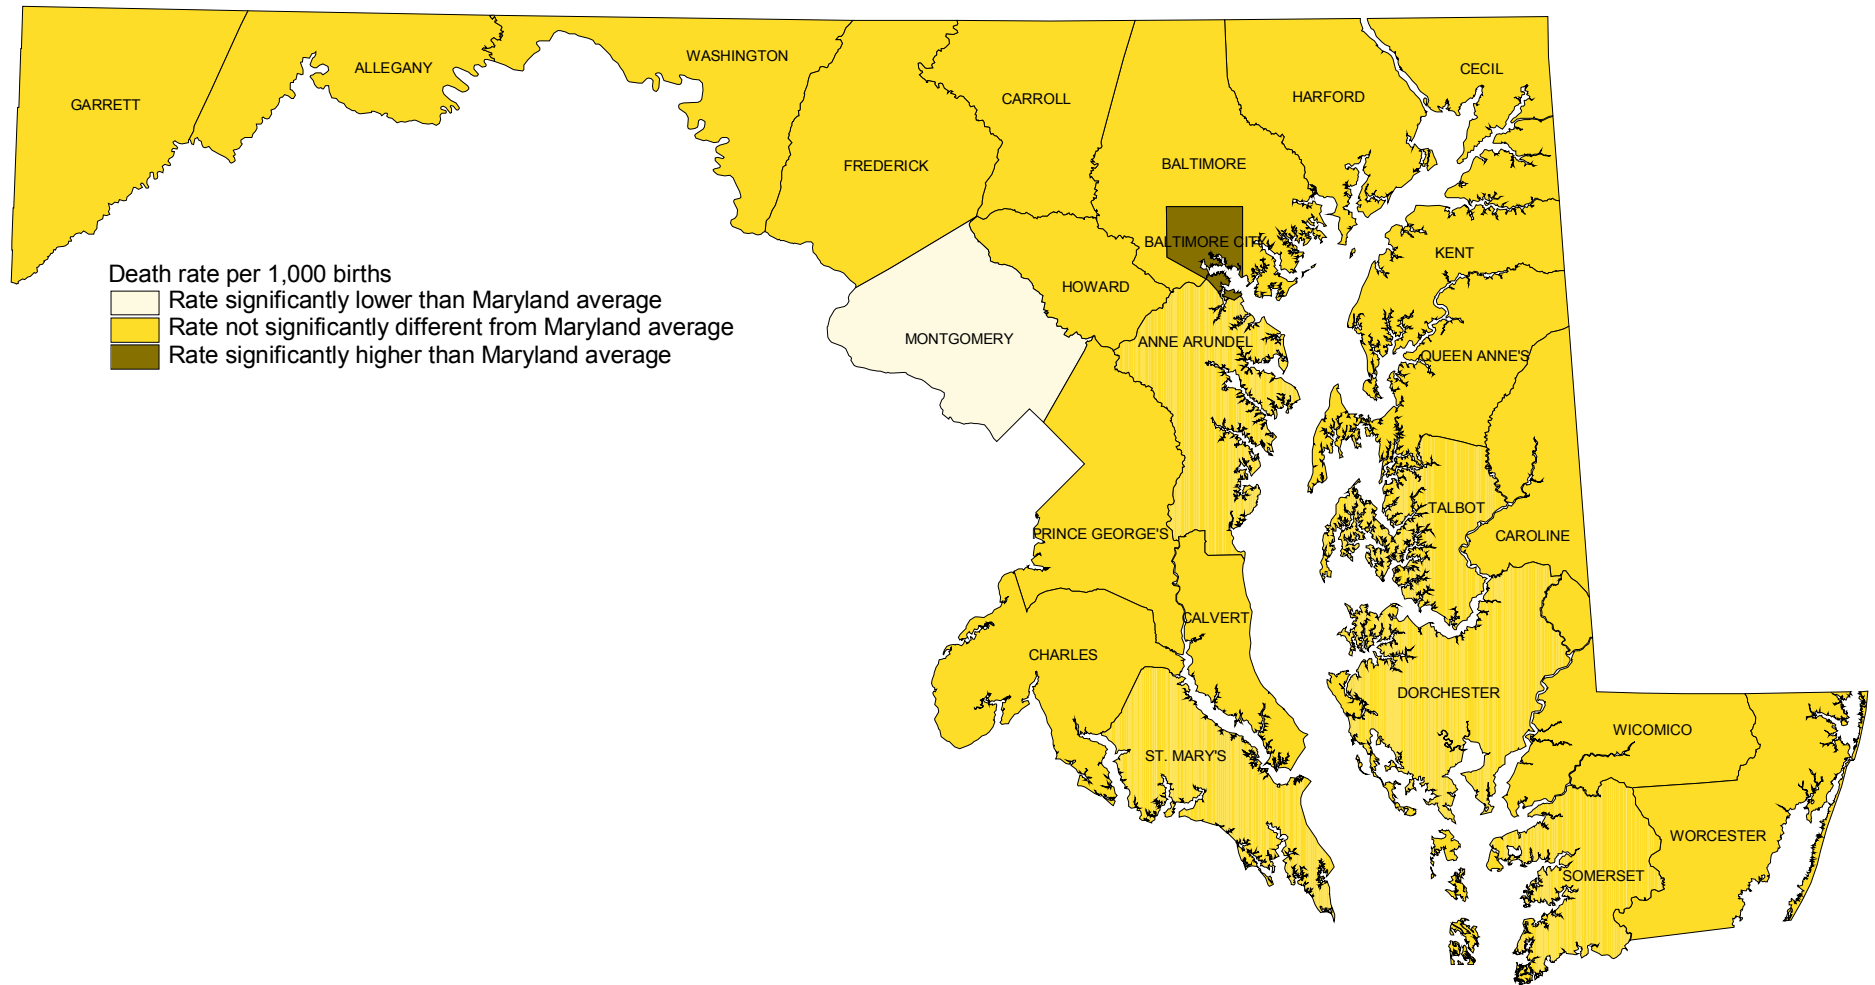 WASHINGTON
ALLEGANY
CECIL
GARRETT
CARROLL
HARFORD
FREDERICK
BALTIMORE
BALTIMORE CITY
KENT
Death rate per 1,000 births
Rate significantly lower than Maryland average
Rate not significantly different from Maryland average
Rate significantly higher than Maryland average
HOWARD
MONTGOMERY
ANNE ARUNDEL
QUEEN ANNE'S
TALBOT
PRINCE GEORGE'S
CAROLINE
CALVERT
CHARLES
DORCHESTER
WICOMICO
ST. MARY'S
WORCESTER
SOMERSET